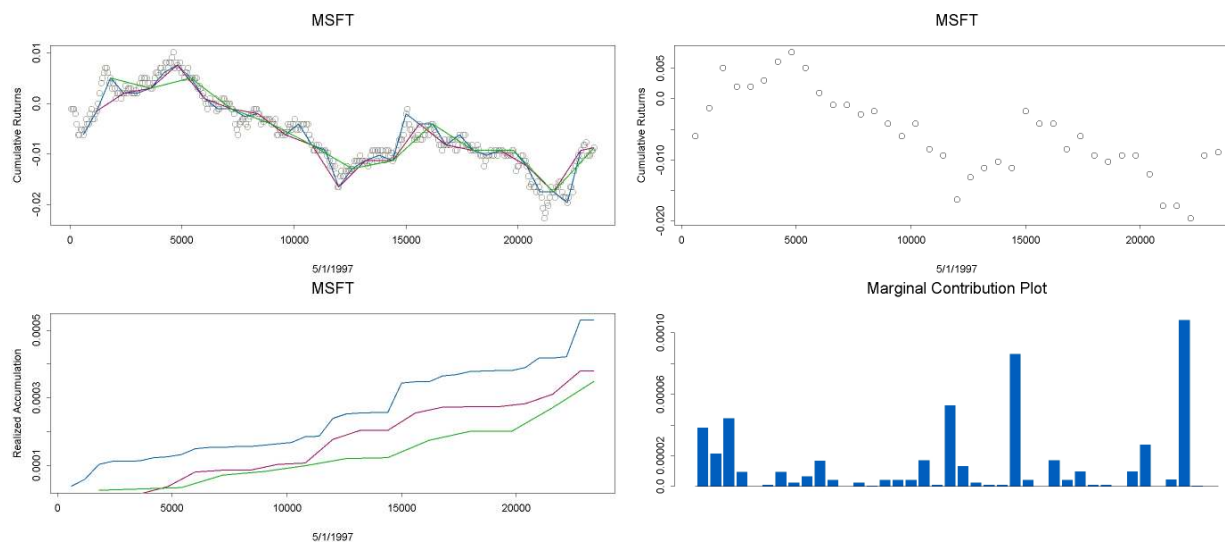 MSFT
Cumulative Ruturns
0.01
0.0
-0.01
-0.02
0 5000 10000 15000 20000
5/1/1997
MSFT
Cumulative Ruturns
0.005
0.0
-0.010
-0.020
5000 10000 15000 20000
5/1/1997
MSFT
Realized Accumulation
0.0005
0.0003
0.0001
0 5000 10000 15000 20000
5/1/1997
Marginal Contribution Plot
0.00010
0.00006
0.00002
0.0